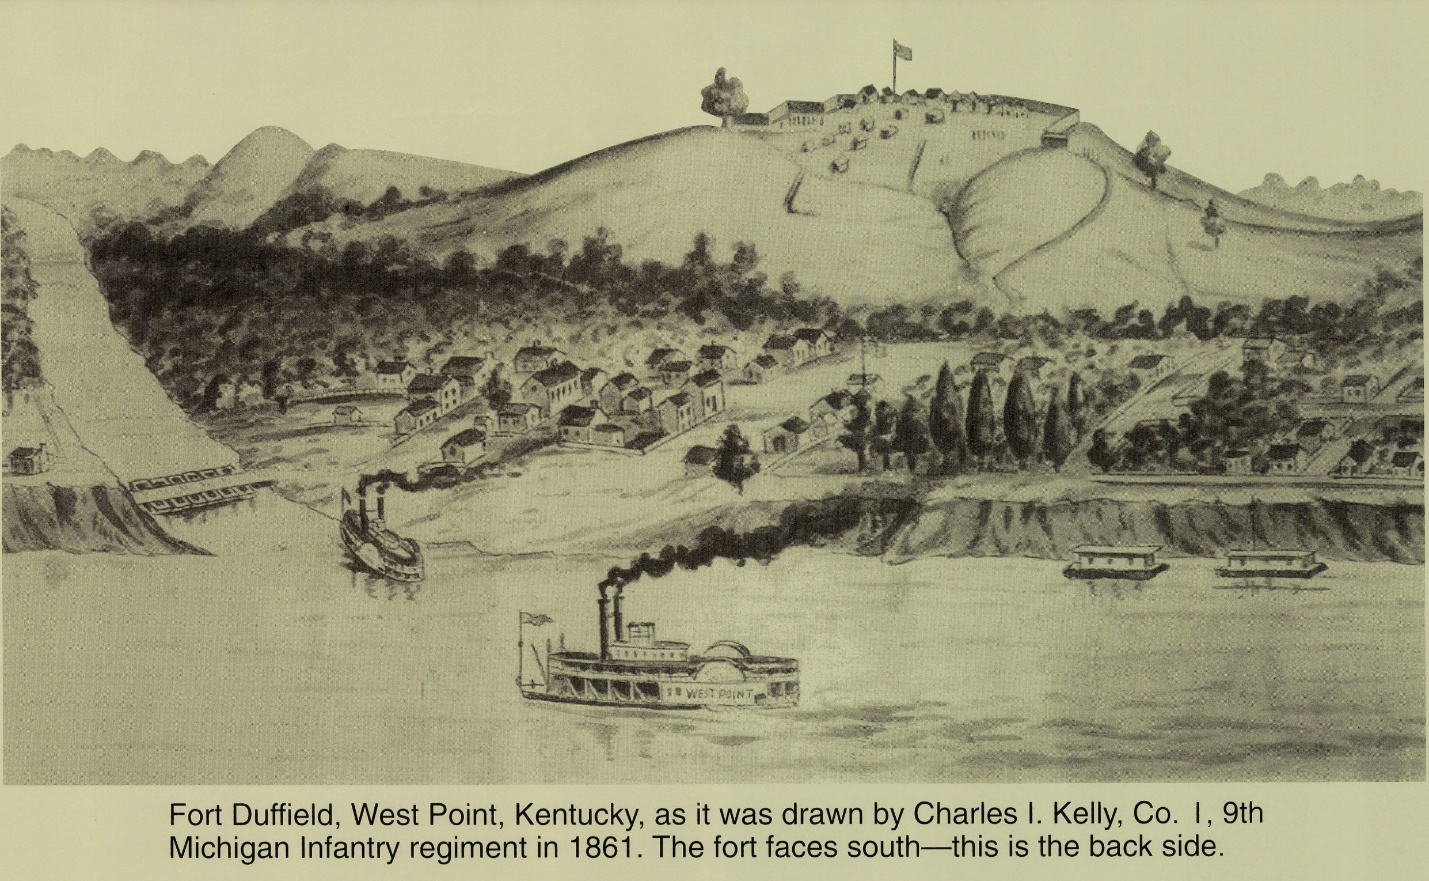 WEST POINT
Fort Duffield, West Point, Kentucky, as it was drawn by Charles I. Kelly, Co. I, 9th
Michigan Infantry regiment in 1861. The fort faces south—this is the back side.